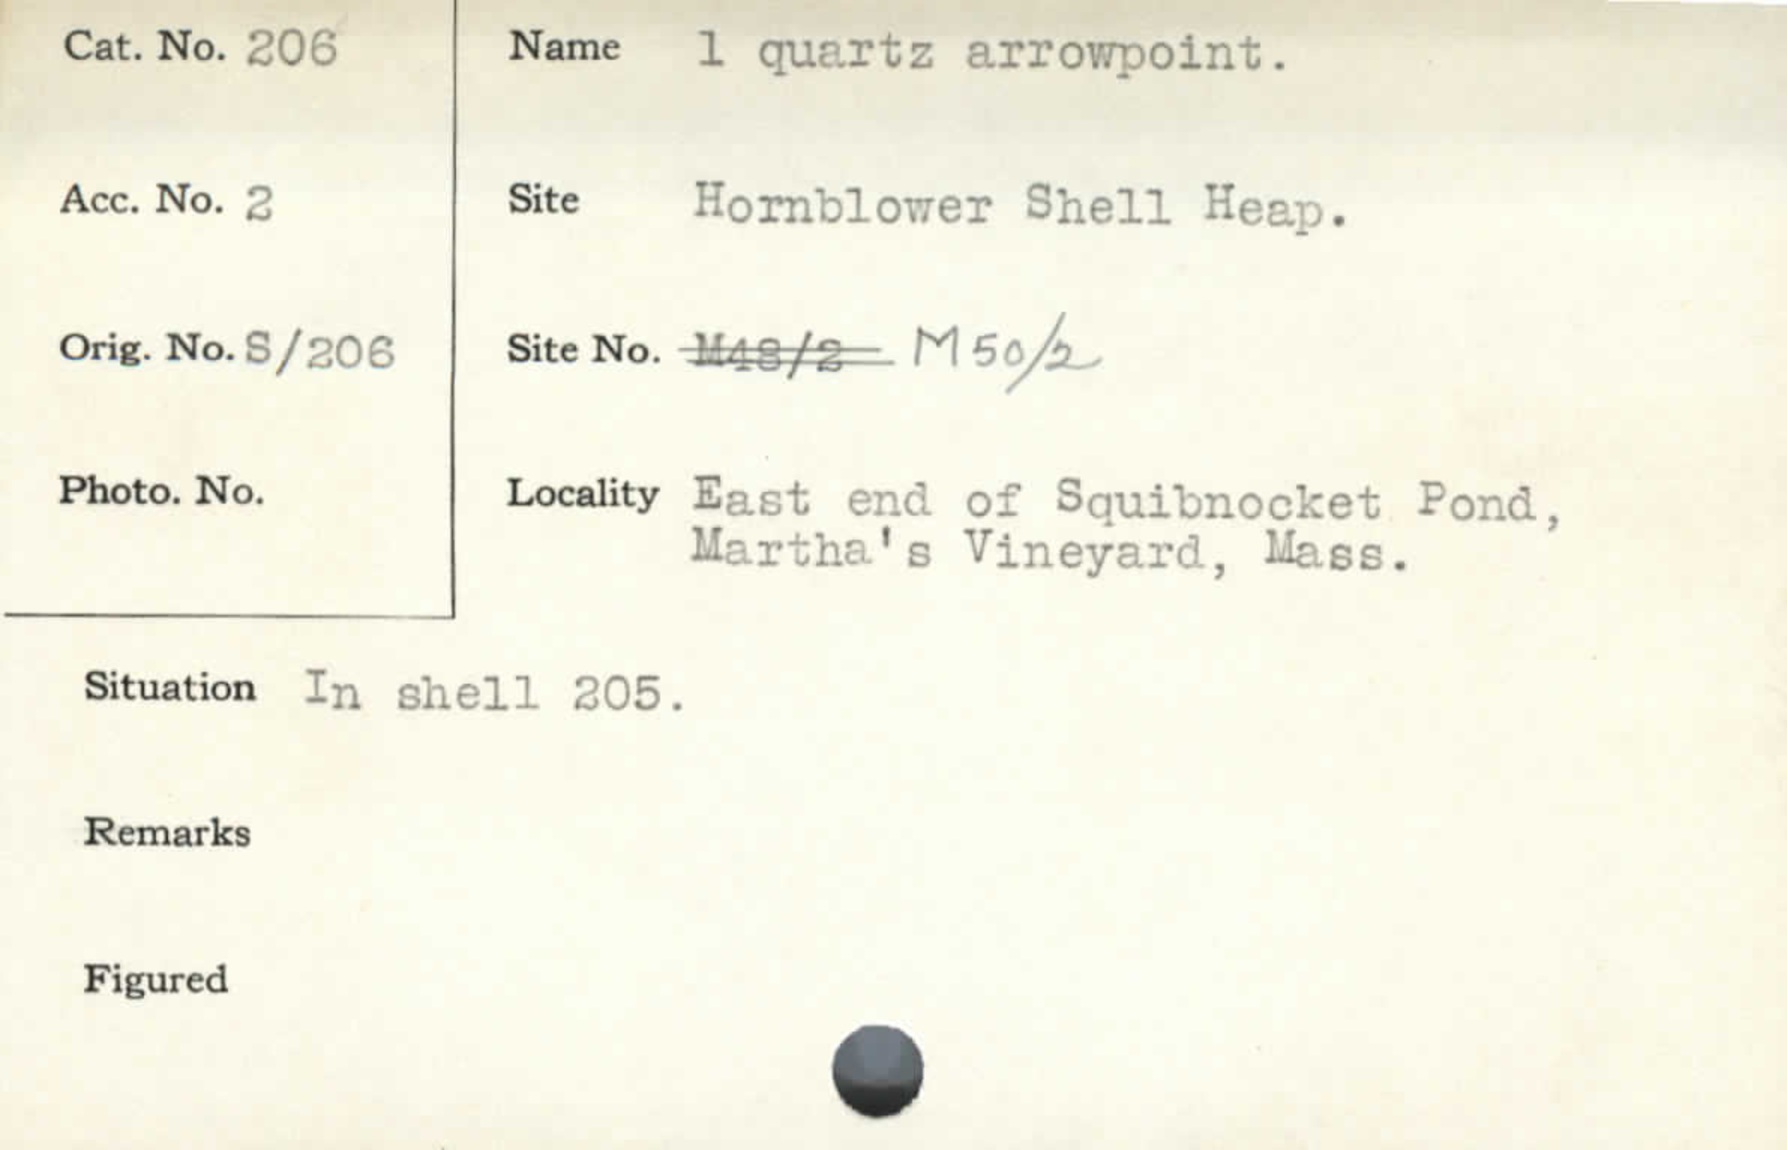 Cat. No. 206
Name 1 quartz arrowpoint.
Acc. No. 2
Site Hornblower Shell Heap.
Orig. No. S/206
Site No. M48/2 M50/2
Photo. No.
Locality East end of Squibnocket Pond,
Martha's Vineyard, Mass.
Situation In shell 205.
Remarks
Figured